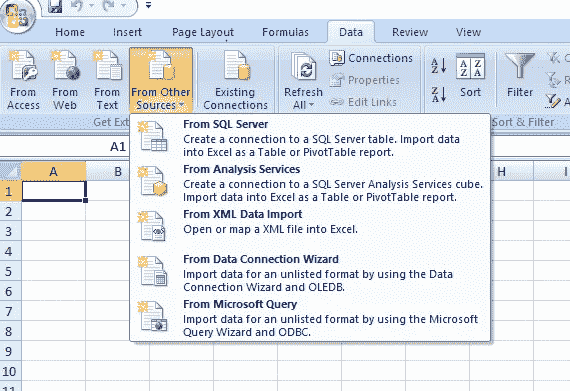 Home Insert Page Layout Formulas Data Review View
From Access
From Web
From Text
From Other Sources
Existing Connections
Refresh All
Connections
Properties
Edit Links
Sort
Filter
Get Ext
Sort & Filter
A1
A B G H
From SQL Server
Create a connection to a SQL Server table. Import data
into Excel as a Table or PivotTable report.
From Analysis Services
Create a connection to a SQL Server Analysis Services cube.
Import data into Excel as a Table or PivotTable report.
From XML Data Import
Open or map a XML file into Excel.
From Data Connection Wizard
Import data for an unlisted format by using the Data
Connection Wizard and OLEDB.
From Microsoft Query
Import data for an unlisted format by using the Microsoft
Query Wizard and ODBC.
1
2
3
4
5
6
7
8
9
10